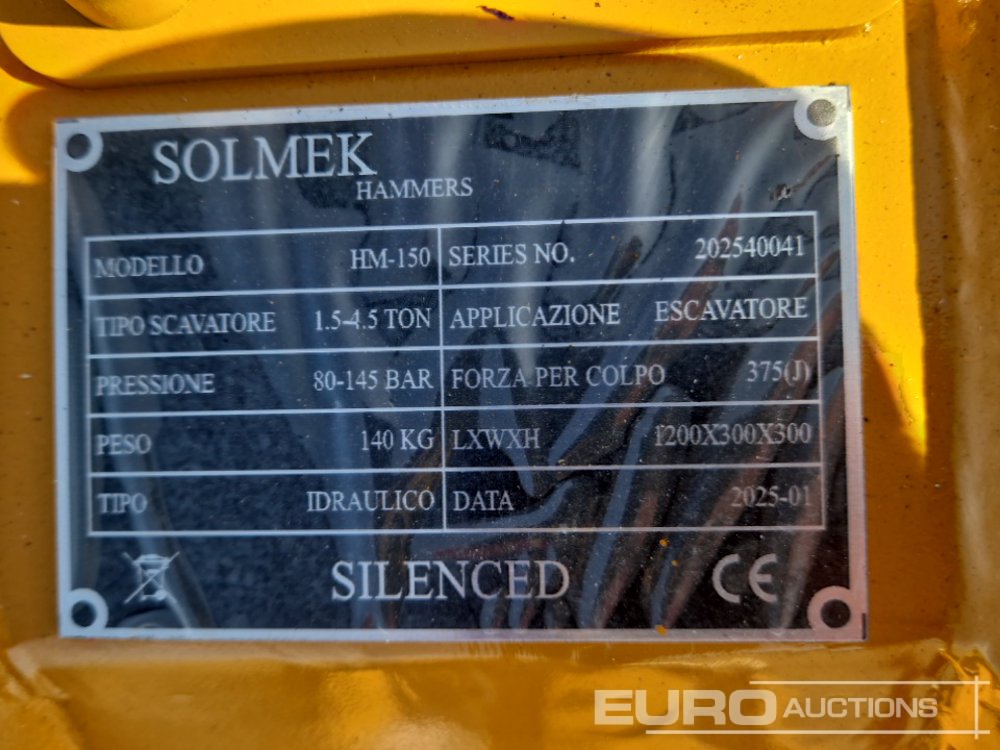 SOLMEK
HAMMERS
MODELLO HM-150 SERIES NO. 202540041
TIPO SCAVATORE 1.5-4.5 TON APPLICAZIONE ESCAVATORE
PRESSIONE 80-145 BAR FORZA PER COLPO 375(J)
PESO 140 KG LXWXH 1200X300X300
TIPO IDRAULICO DATA 2025-01
SILENCED CE
EURO AUCTIONS